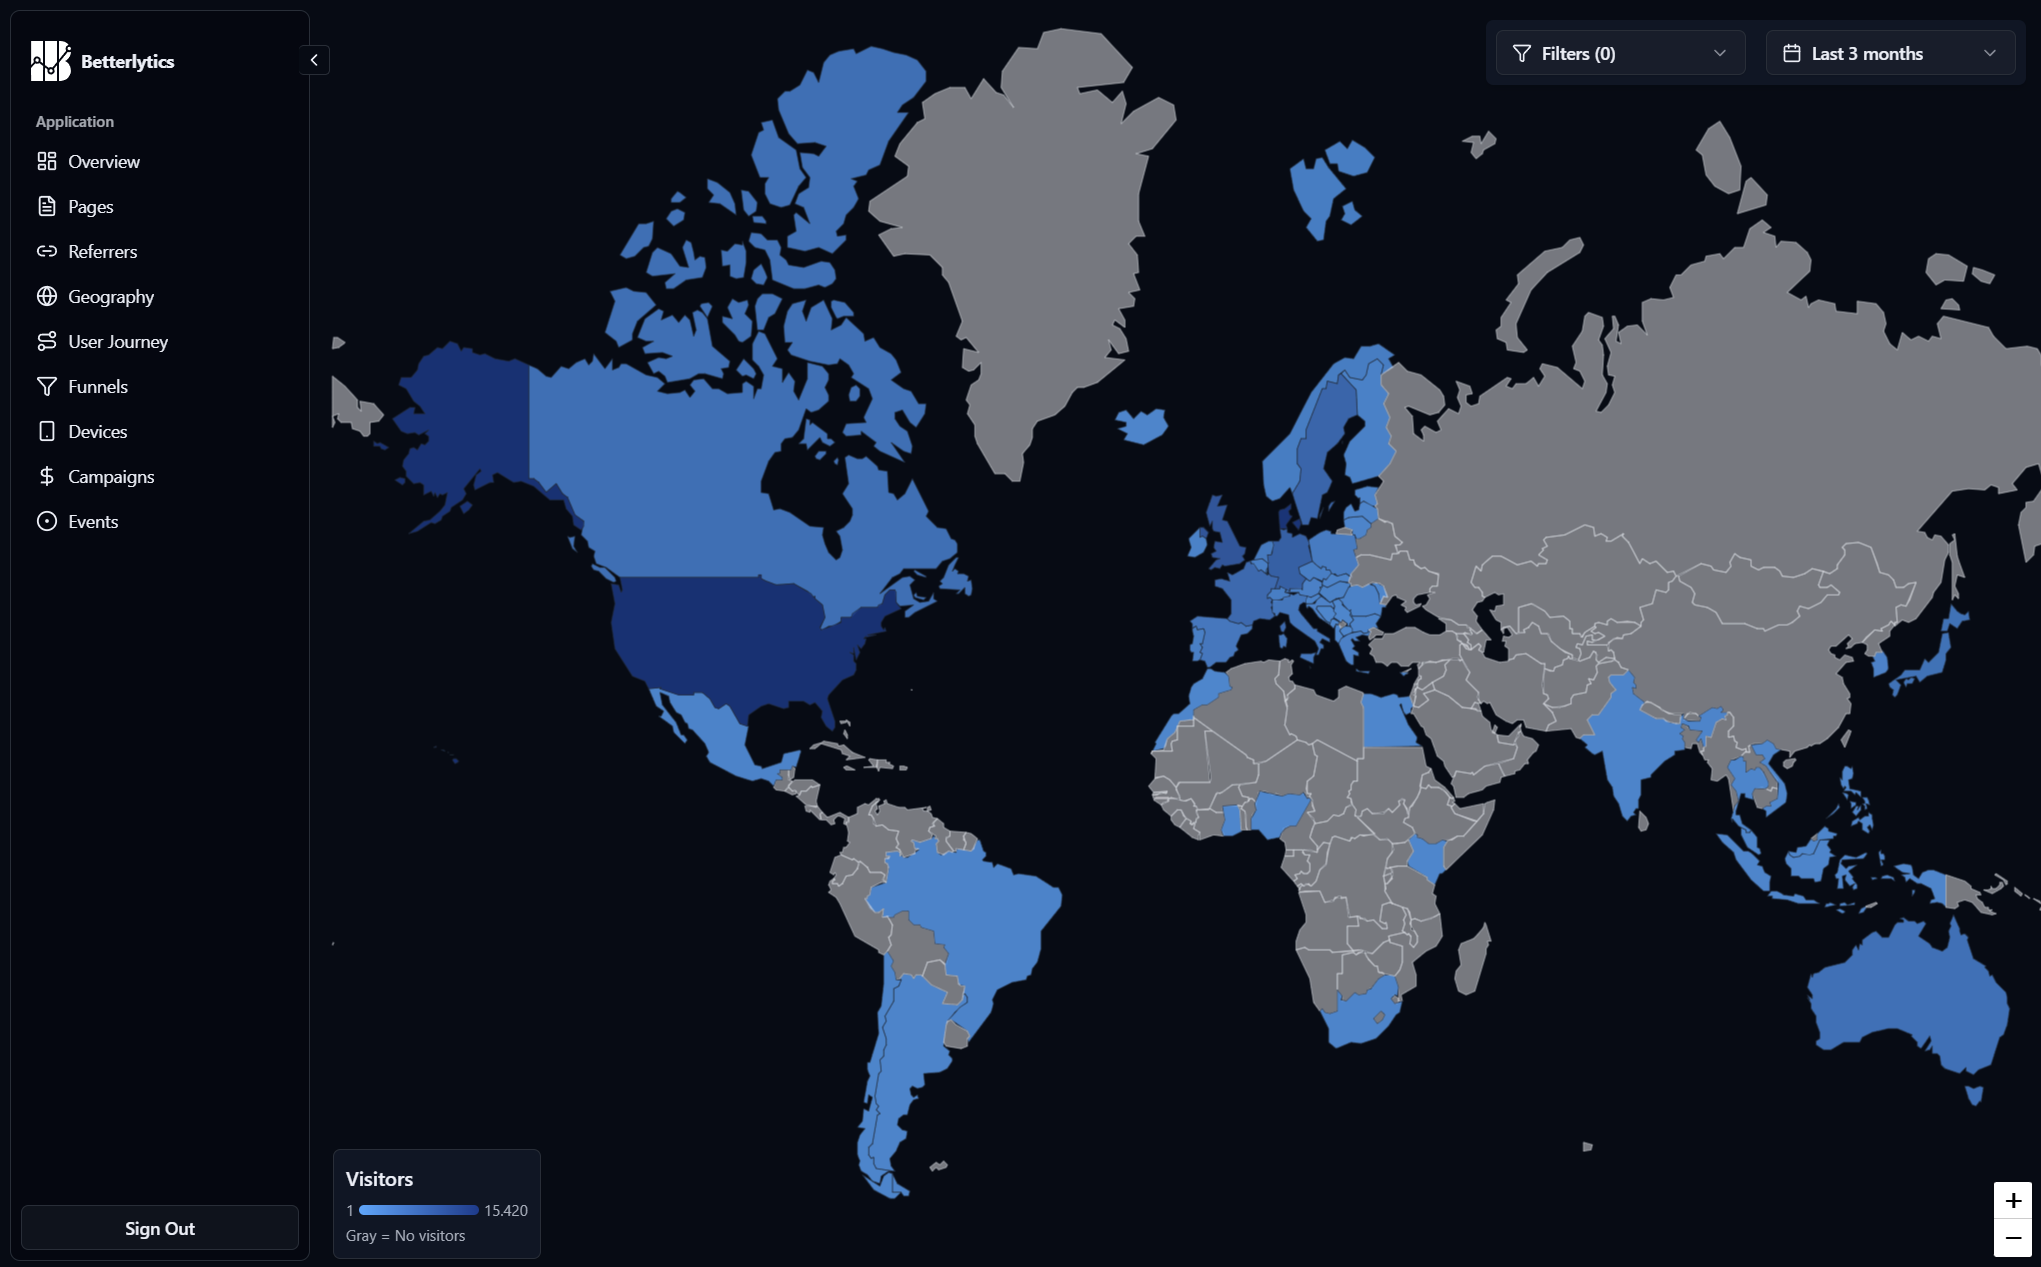 Betterlytics
Application
Overview
Pages
Referrers
Geography
User Journey
Funnels
Devices
Campaigns
Events
Sign Out
Filters (0)
Last 3 months
Visitors
1 15.420
Gray = No visitors
+
−